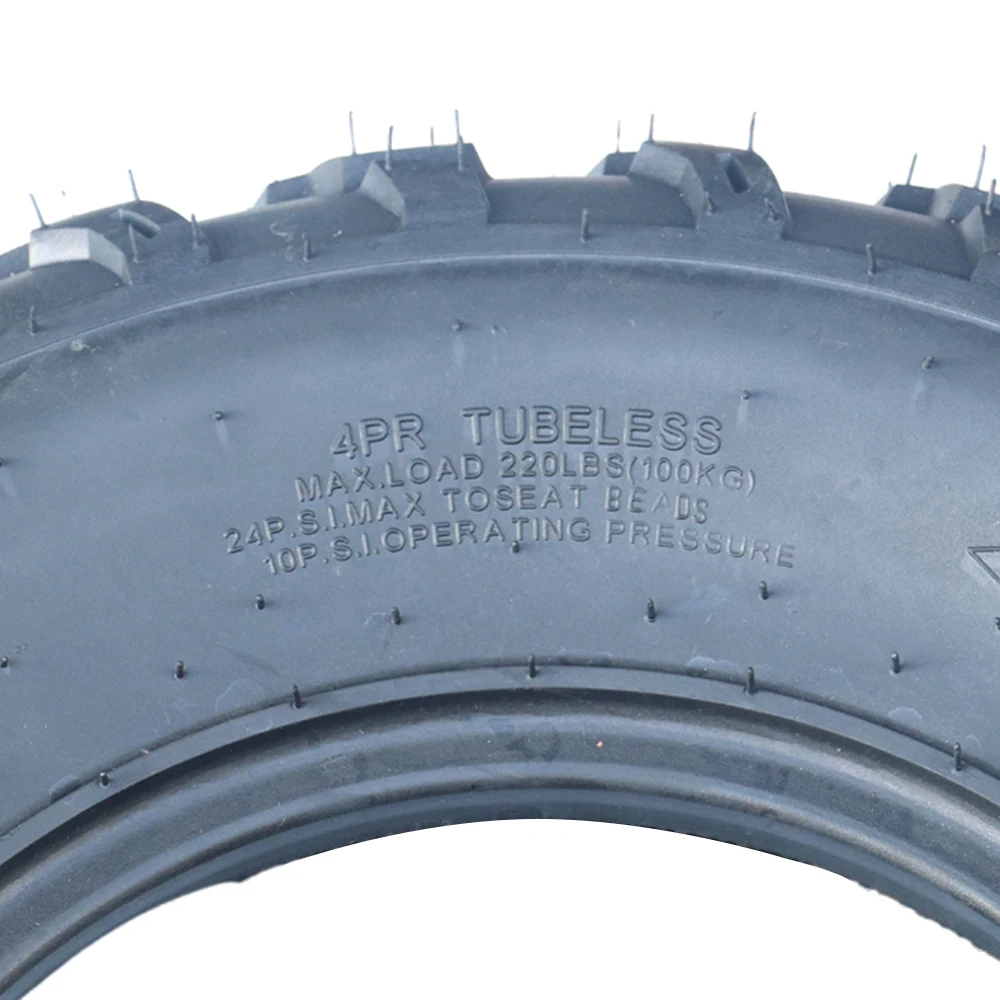 4PR TUBELESS
MAX.LOAD 220LBS(100KG)
24P.S.I.MAX TOSEAT BEADS
10P.S.I.OPERATING PRESSURE